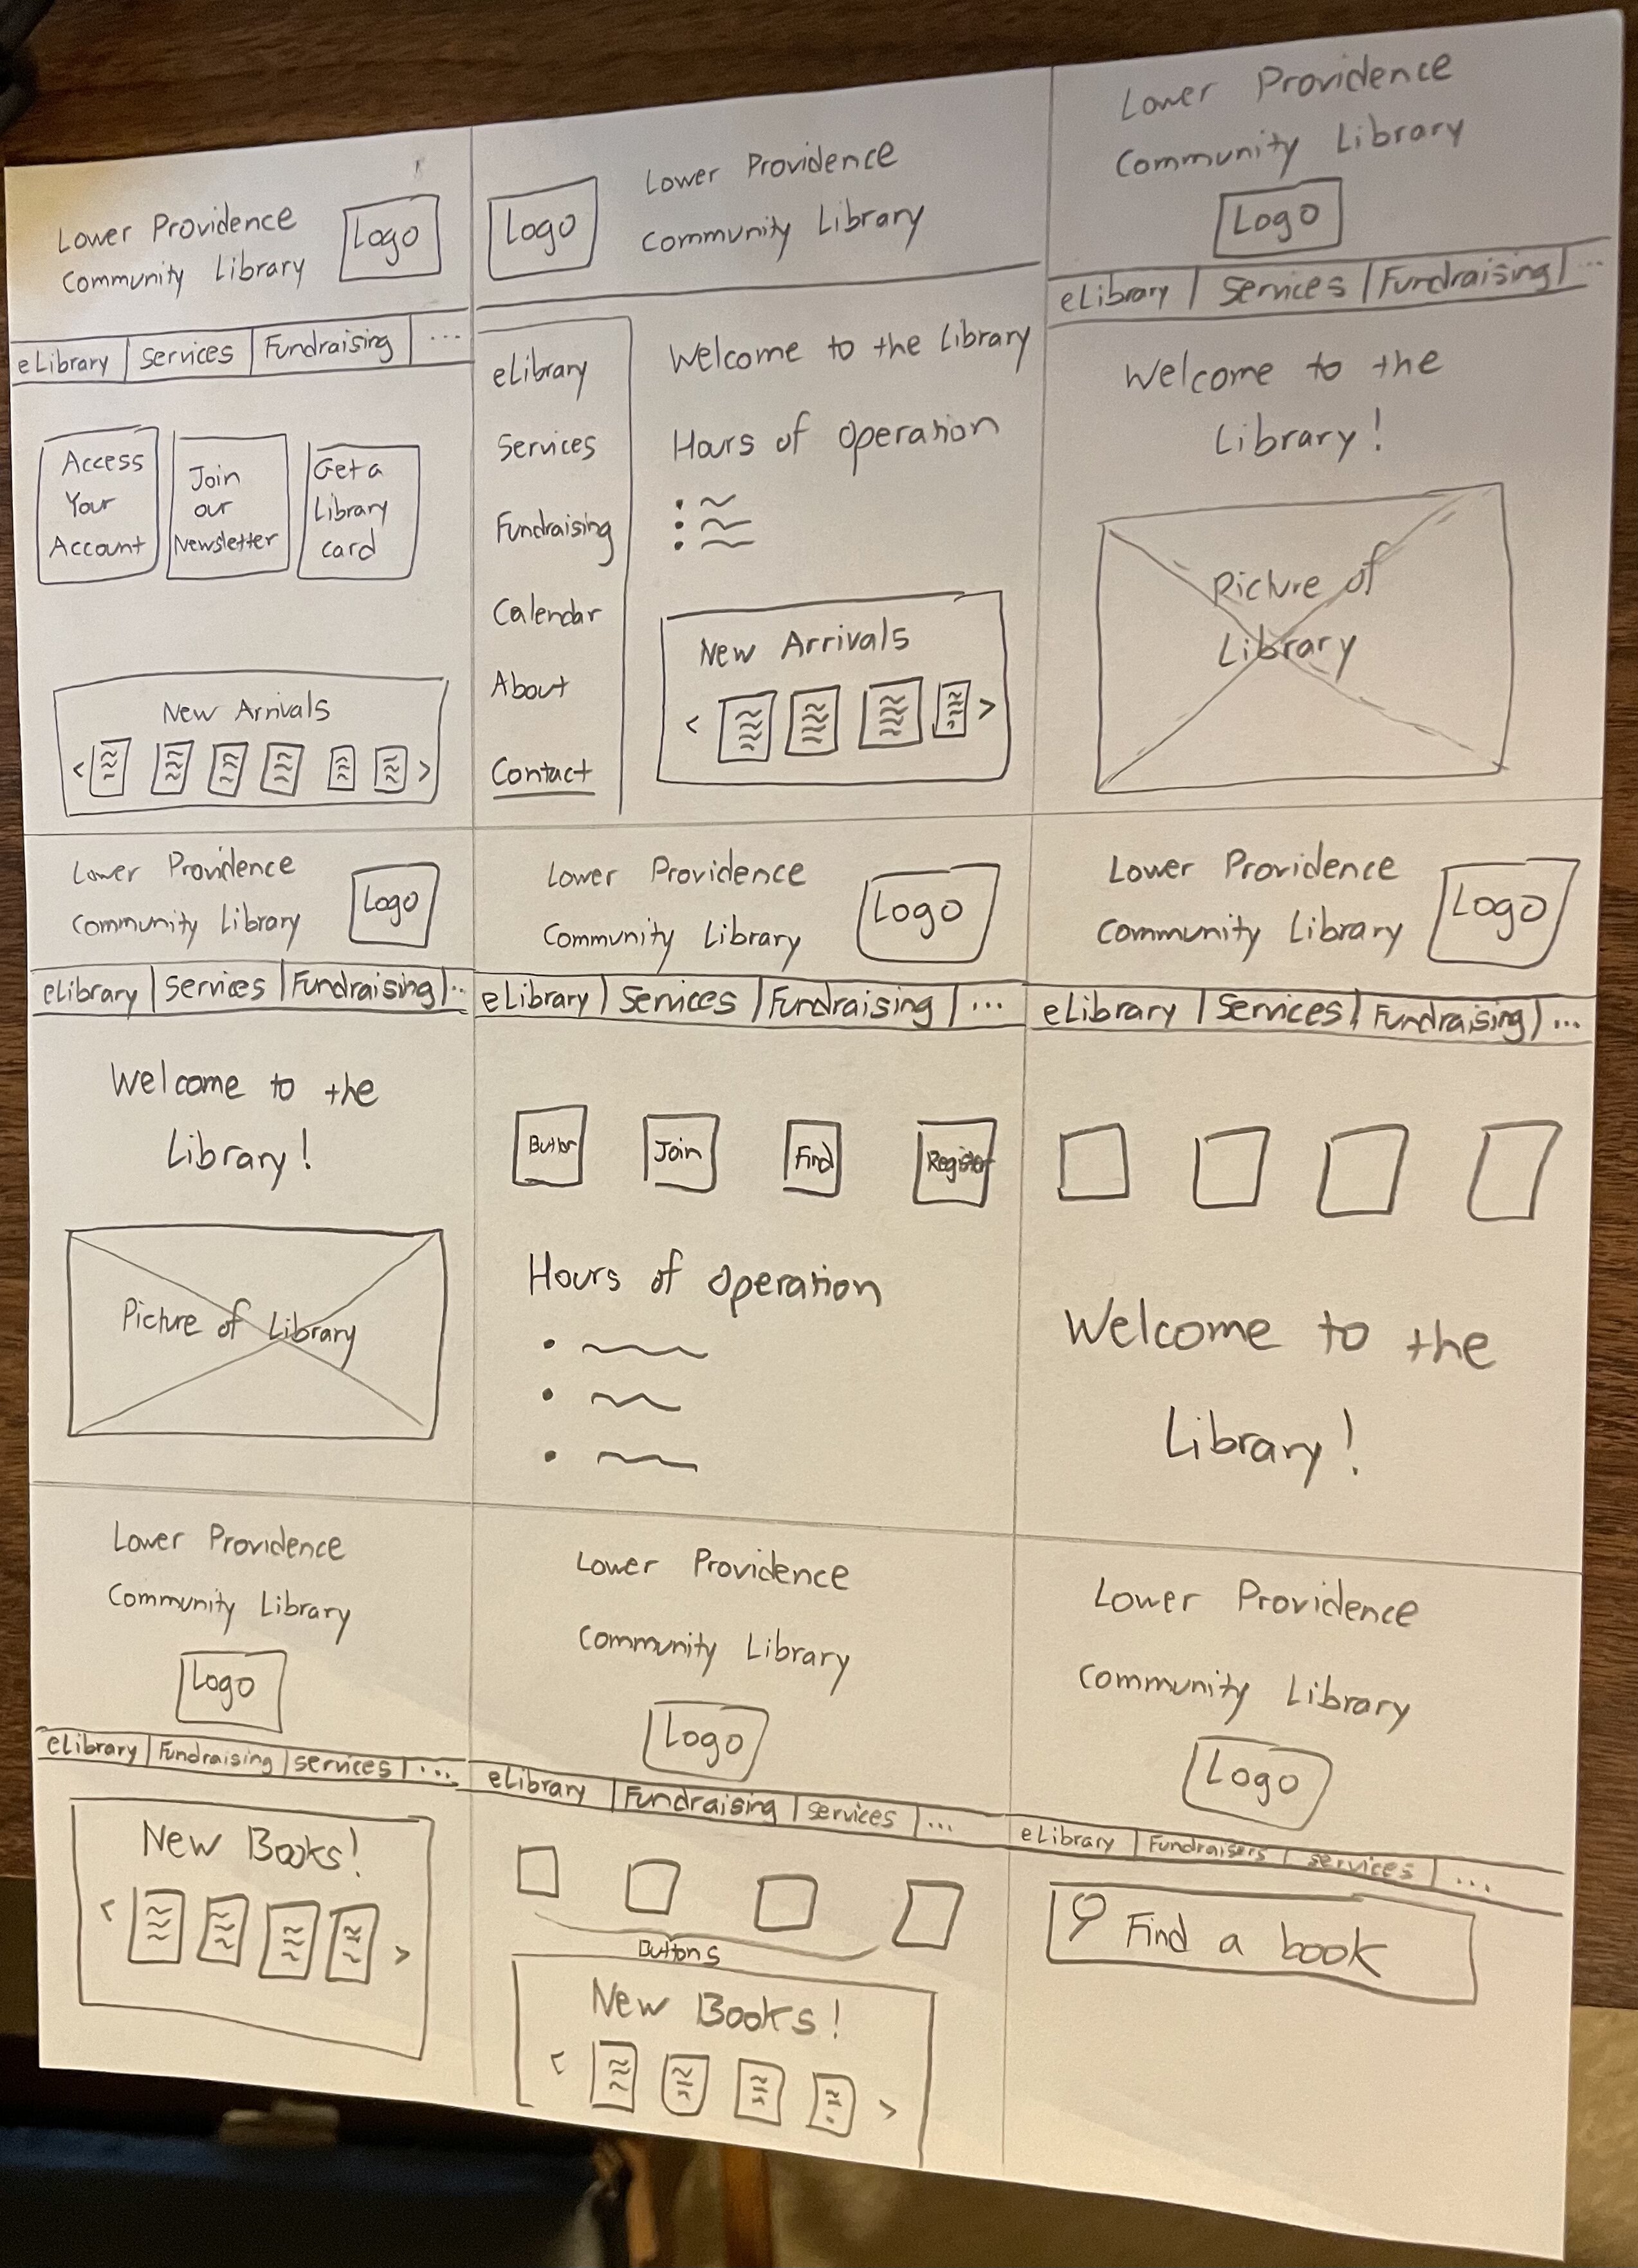 Lower Providence
Community Library
Logo
eLibrary | Services | Fundraising | ...
Access
Your
Account
Join
our
Newsletter
Get a
Library
card
New Arrivals
< >
Logo
Lower Providence
Community Library
eLibrary
Services
Fundraising
Calendar
About
Contact
Welcome to the Library
Hours of Operation
New Arrivals
< >
Lower Providence
Community Library
Logo
eLibrary | Services | Fundraising | ...
Welcome to the
Library!
Picture of
Library
Lower Providence
Community Library
Logo
eLibrary | Services | Fundraising | ..
Welcome to the
Library!
Picture of Library
Lower Providence
Community Library
Logo
eLibrary | Services | Fundraising | ...
Button
Join
Find
Register
Hours of Operation
Lower Providence
Community Library
Logo
eLibrary | Services | Fundraising | ...
Welcome to the
Library!
Lower Providence
Community Library
Logo
eLibrary | Fundraising | Services | ...
New Books!
< >
Lower Providence
Community Library
Logo
eLibrary | Fundraising | Services | ...
Buttons
New Books!
< >
Lower Providence
Community Library
Logo
eLibrary | Fundraisers | Services | ...
Find a book